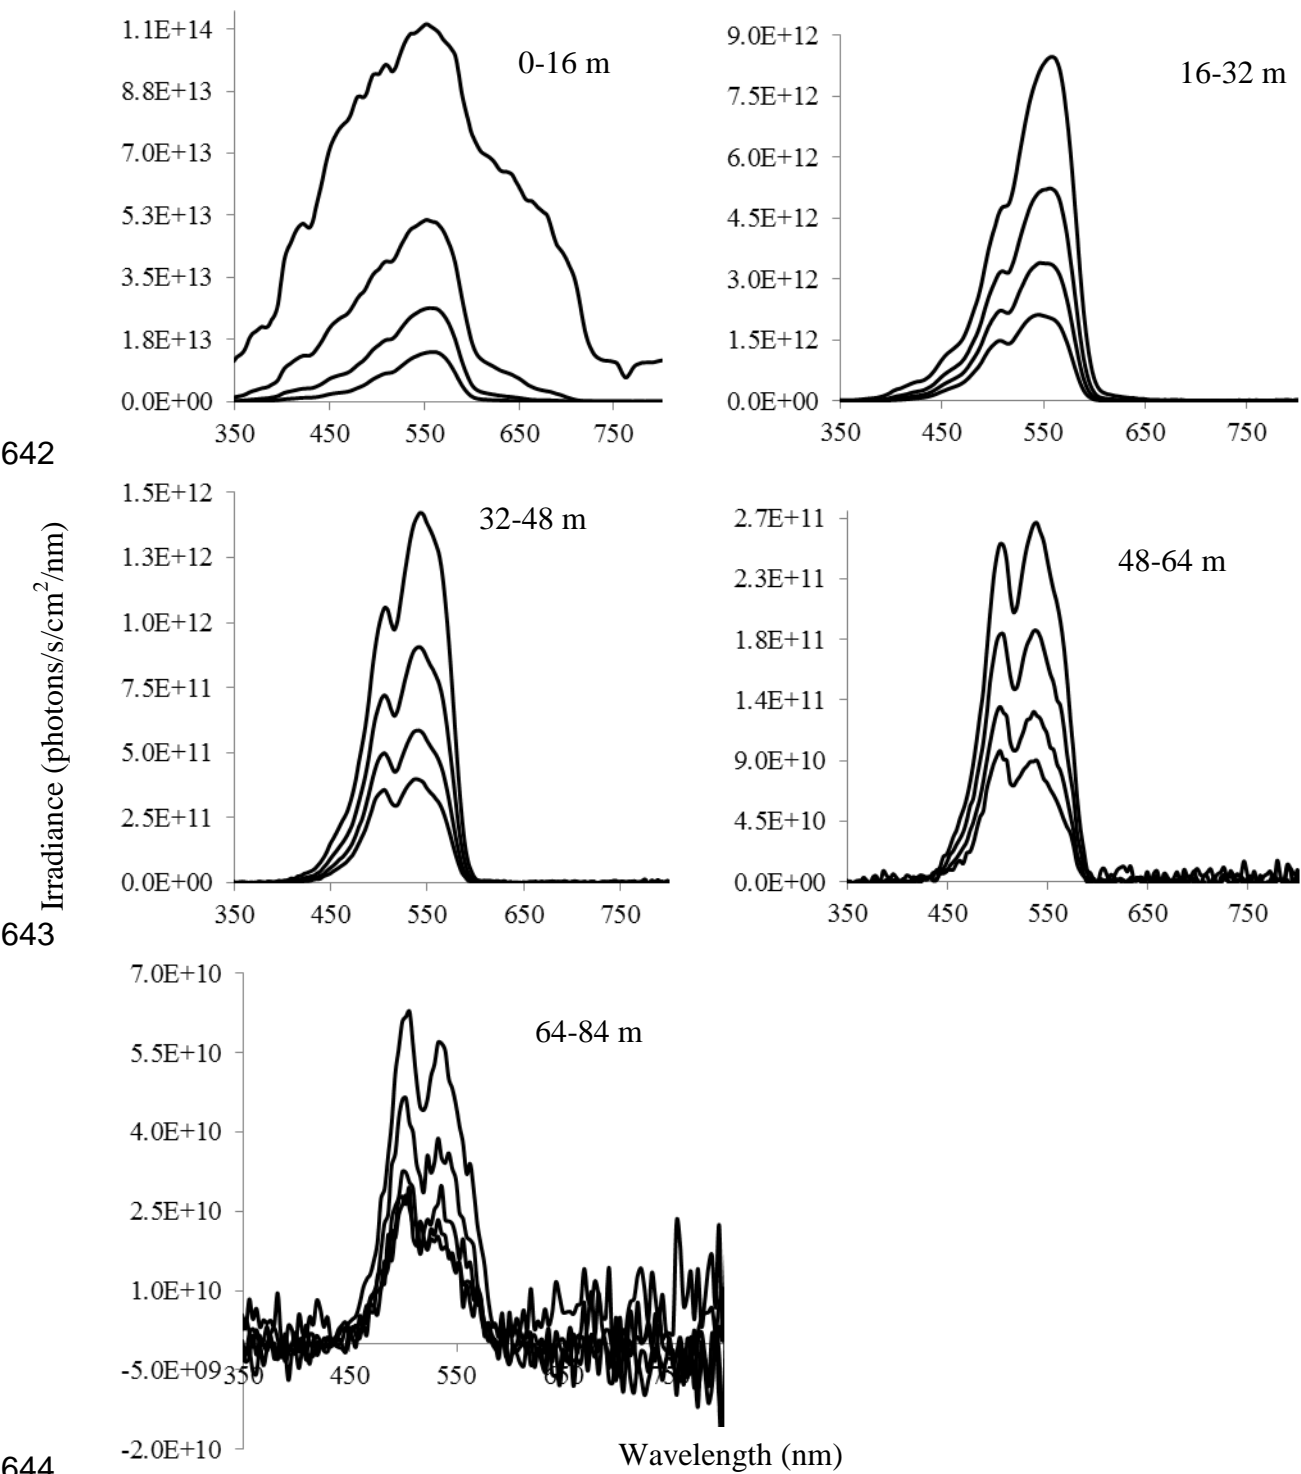 1.1E+14
8.8E+13
7.0E+13
5.3E+13
3.5E+13
1.8E+13
0.0E+00
350 450 550 650 750
0-16 m
9.0E+12
7.5E+12
6.0E+12
4.5E+12
3.0E+12
1.5E+12
0.0E+00
350 450 550 650 750
16-32 m
642
Irradiance (photons/s/cm²/nm)
1.5E+12
1.3E+12
1.0E+12
7.5E+11
5.0E+11
2.5E+11
0.0E+00
350 450 550 650 750
32-48 m
2.7E+11
2.3E+11
1.8E+11
1.4E+11
9.0E+10
4.5E+10
0.0E+00
350 450 550 650 750
48-64 m
643
7.0E+10
5.5E+10
4.0E+10
2.5E+10
1.0E+10
-5.0E+09
-2.0E+10
350 450 550 650 750
64-84 m
Wavelength (nm)
644